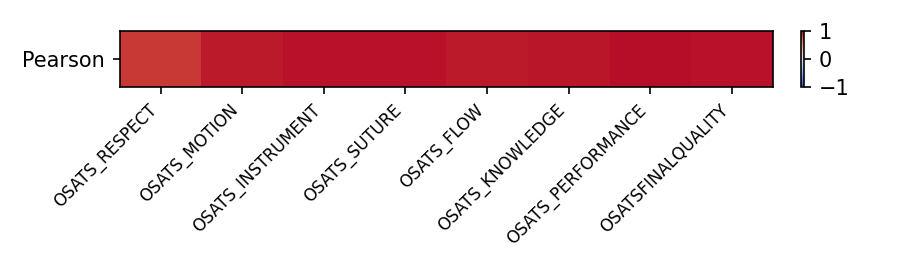 Pearson
1
0
−1
OSATS_RESPECT
OSATS_MOTION
OSATS_INSTRUMENT
OSATS_SUTURE
OSATS_FLOW
OSATS_KNOWLEDGE
OSATS_PERFORMANCE
OSATSFINALQUALITY